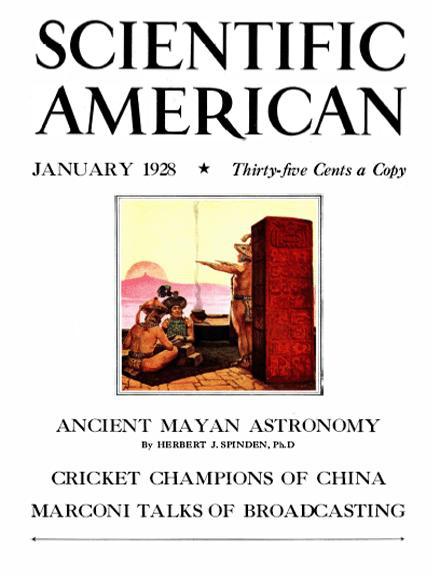 SCIENTIFIC
AMERICAN
JANUARY 1928 ★ Thirty-five Cents a Copy
ANCIENT MAYAN ASTRONOMY
By HERBERT J. SPINDEN, Ph.D
CRICKET CHAMPIONS OF CHINA
MARCONI TALKS OF BROADCASTING